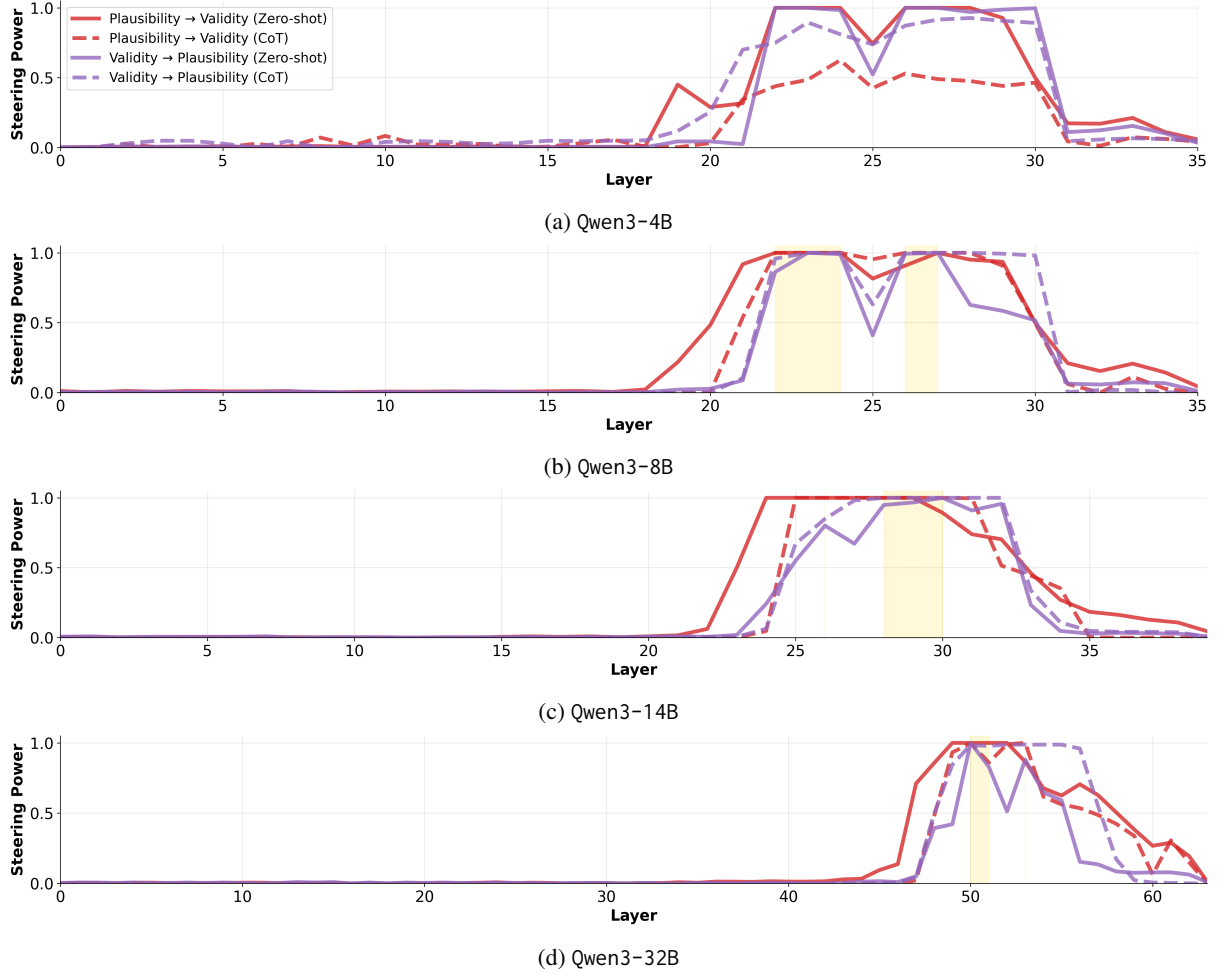 Steering Power
1.0
0.5
0.0
Plausibility → Validity (Zero-shot)
Plausibility → Validity (CoT)
Validity → Plausibility (Zero-shot)
Validity → Plausibility (CoT)
0 5 10 15 20 25 30 35
Layer
(a) Qwen3-4B
Steering Power
1.0
0.5
0.0
0 5 10 15 20 25 30 35
Layer
(b) Qwen3-8B
Steering Power
1.0
0.5
0.0
0 5 10 15 20 25 30 35
Layer
(c) Qwen3-14B
Steering Power
1.0
0.5
0.0
0 10 20 30 40 50 60
Layer
(d) Qwen3-32B